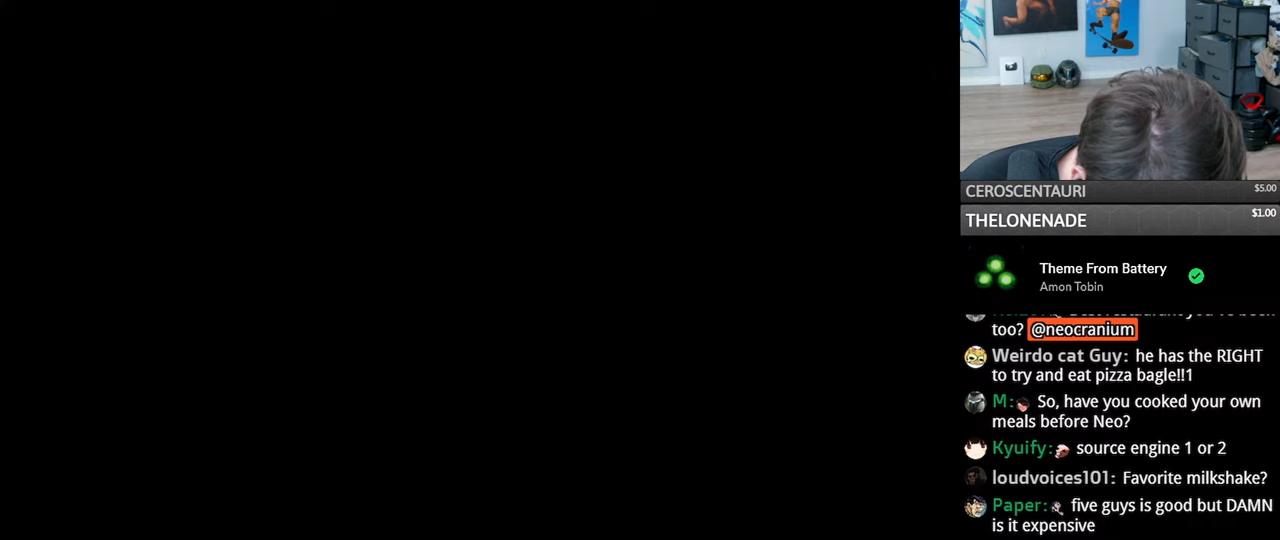 CEROSCENTAURI $5.00
THELONENADE $1.00
Theme From Battery
Amon Tobin
too? @neocranium
Weirdo cat Guy: he has the RIGHT
to try and eat pizza bagle!!1
M: So, have you cooked your own
meals before Neo?
Kyuify: source engine 1 or 2
loudvoices101: Favorite milkshake?
Paper: five guys is good but DAMN
is it expensive